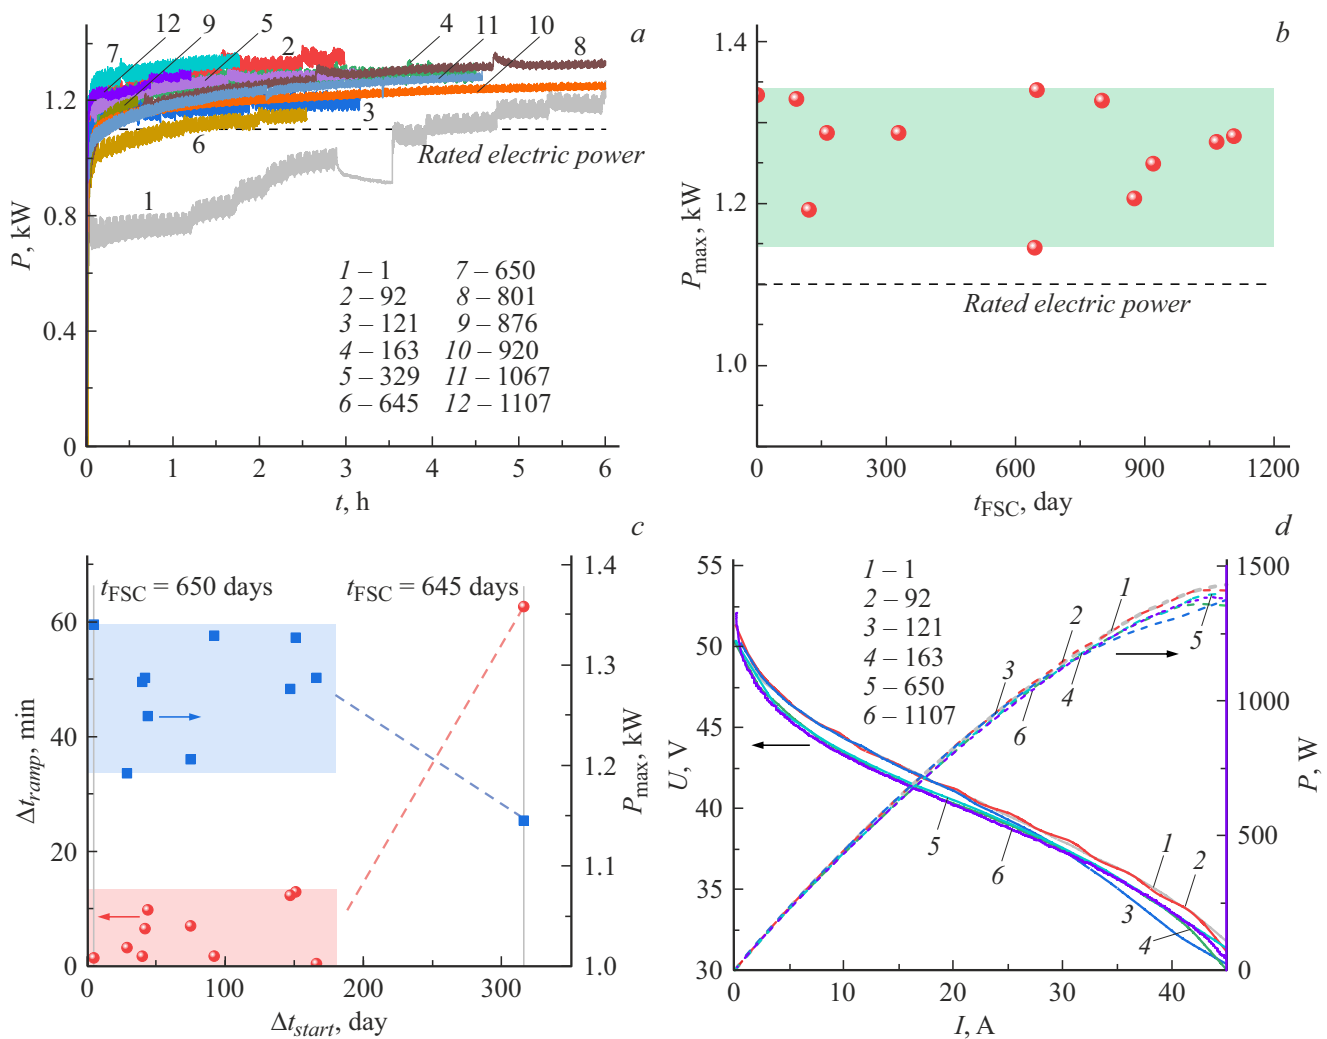 a
P, kW
1.2
0.8
0.4
0
0 1 2 3 4 5 6
t, h
7 12 9 5 2 4 11 10 8
3
6
1
Rated electric power
1 – 1
2 – 92
3 – 121
4 – 163
5 – 329
6 – 645
7 – 650
8 – 801
9 – 876
10 – 920
11 – 1067
12 – 1107
b
Pmax, kW
1.4
1.3
1.2
1.1
1.0
Rated electric power
0 300 600 900 1200
tFSC, day
c
Δtramp, min
60
40
20
0
tFSC = 650 days
tFSC = 645 days
1.4
1.3
1.2
1.1
1.0
Pmax, kW
0 100 200 300
Δtstart, day
d
U, V
55
50
45
40
35
30
1 – 1
2 – 92
3 – 121
4 – 163
5 – 650
6 – 1107
3 2 1
6 4 5
5 6 3 4 1 2
1500
1000
500
0
P, W
0 10 20 30 40
I, A